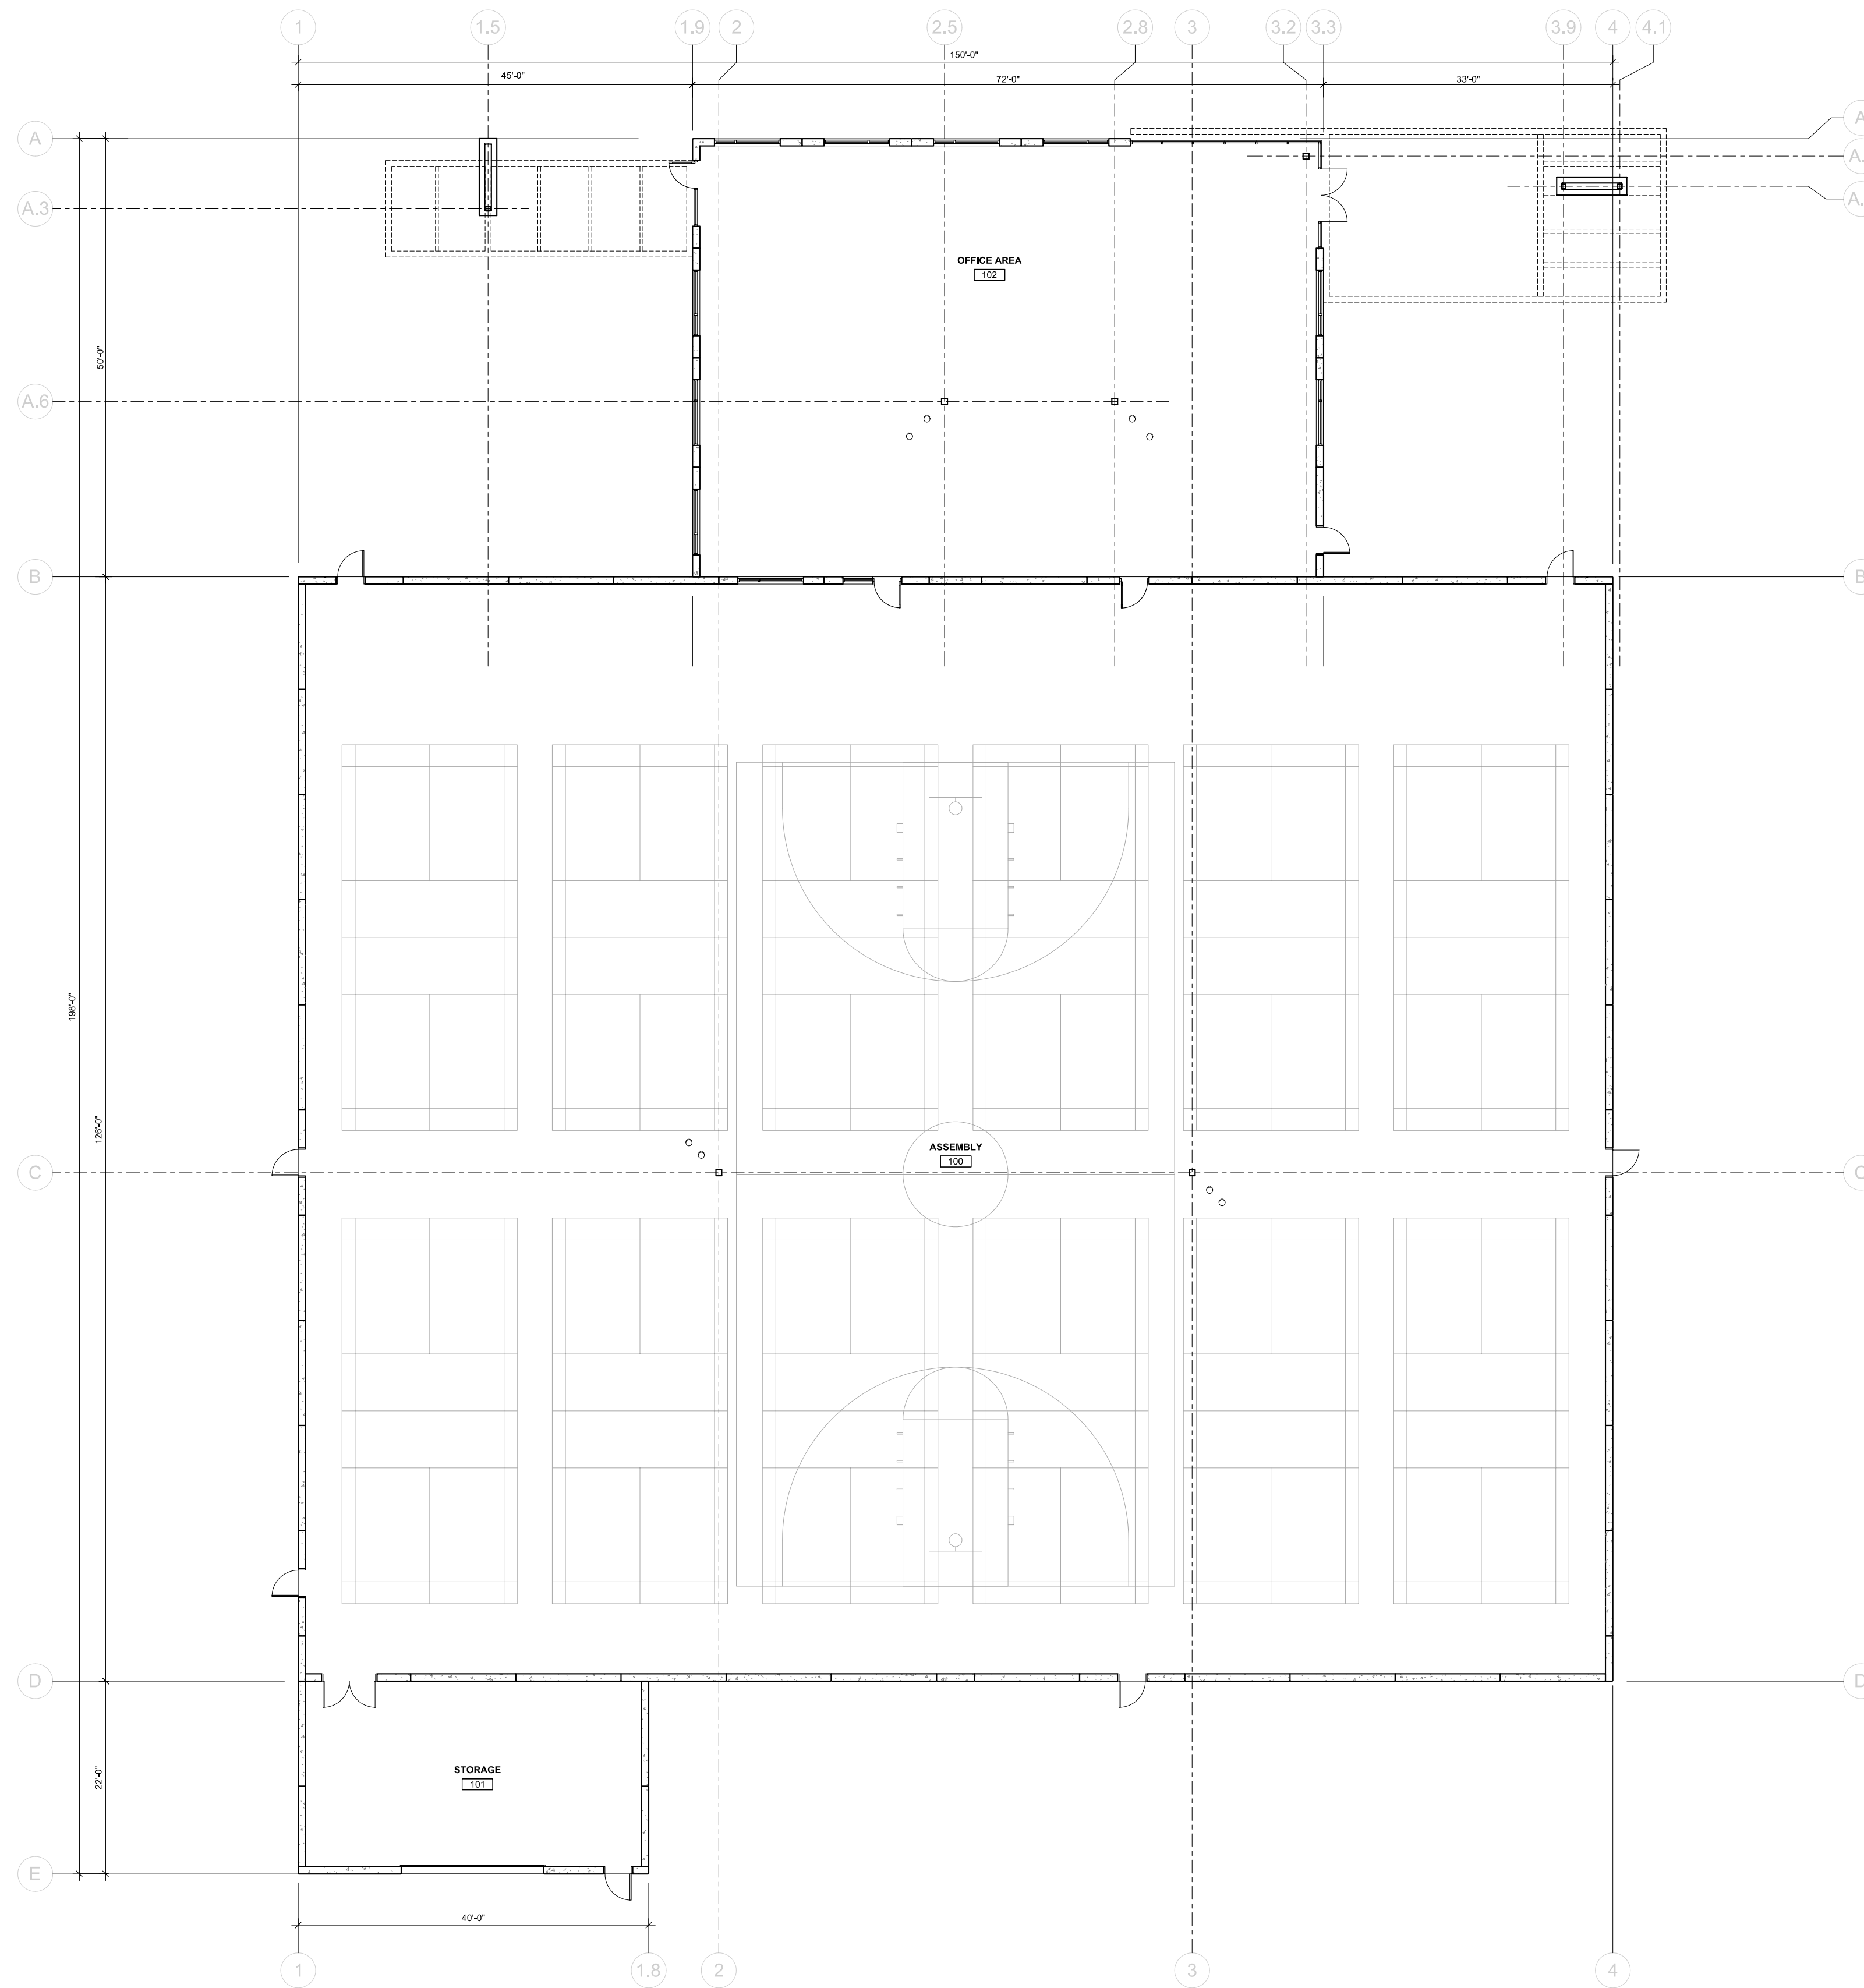 1 1.5 1.9 2 2.5 2.8 3 3.2 3.3 3.9 4 4.1
150'-0"
45'-0" 72'-0" 33'-0"
A
A.3
OFFICE AREA
102
50'-0"
A.6
B
198'-0"
126'-0"
ASSEMBLY
100
C
D
STORAGE
101
22'-0"
E
40'-0"
1 1.8 2 3 4